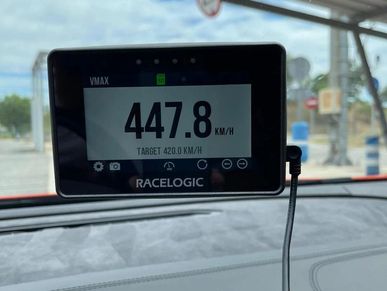 VMAX
447.8 KM/H
TARGET 420.0 KM/H
RACELOGIC